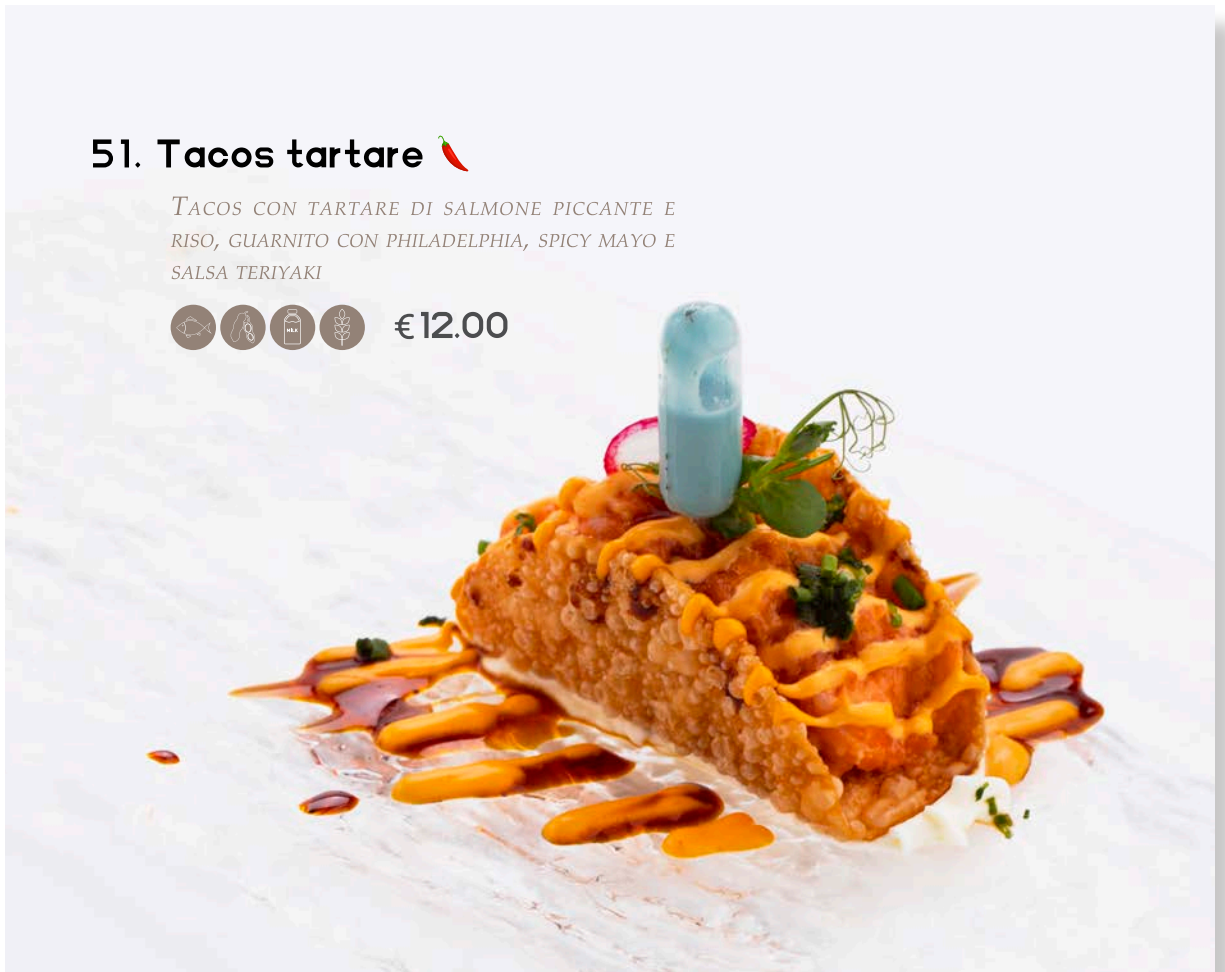 51. Tacos tartare 🌶️
Tacos con tartare di salmone piccante e
riso, guarnito con philadelphia, spicy mayo e
salsa teriyaki
MILK
€12.00